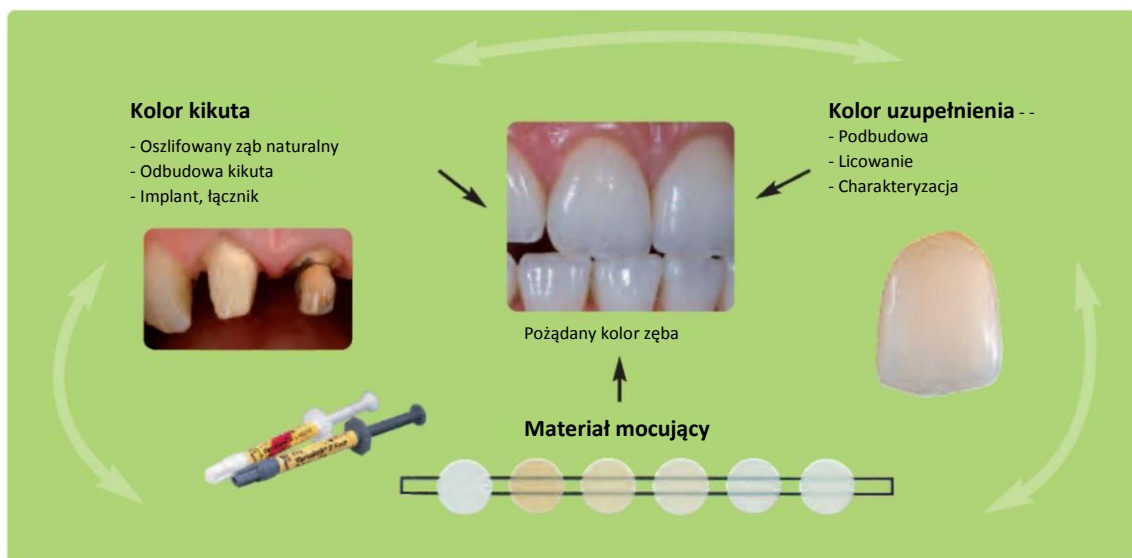 Kolor kikuta
- Oszlifowany ząb naturalny
- Odbudowa kikuta
- Implant, łącznik
Kolor uzupełnienia - -
- Podbudowa
- Licowanie
- Charakteryzacja
Pożądany kolor zęba
Materiał mocujący